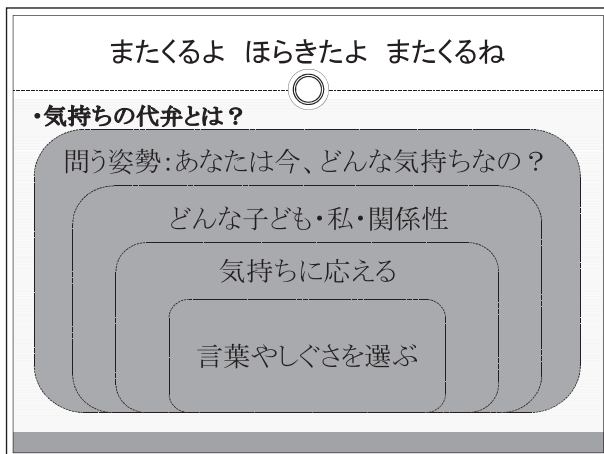 またくるよ ほらきたよ またくるね
・気持ちの代弁とは？
問う姿勢：あなたは今、どんな気持ちなの？
どんな子ども・私・関係性
気持ちに応える
言葉やしぐさを選ぶ